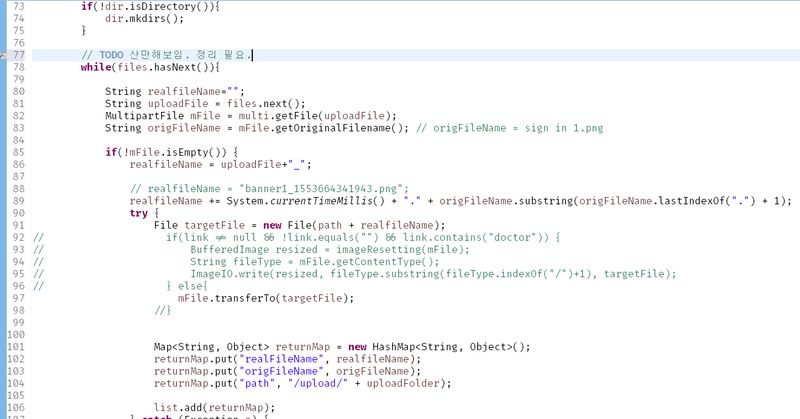 73 if(!dir.isDirectory()){
74 dir.mkdirs();
75 }
76
77 // TODO 산만해보임. 정리 필요.
78 while(files.hasNext()){
79
80 String realfileName="";
81 String uploadFile = files.next();
82 MultipartFile mFile = multi.getFile(uploadFile);
83 String origFileName = mFile.getOriginalFilename(); // origFileName = sign in 1.png
84
85 if(!mFile.isEmpty()) {
86 realfileName = uploadFile+"_";
87
88 // realfileName = "banner1_1553664341943.png";
89 realfileName += System.currentTimeMillis() + "." + origFileName.substring(origFileName.lastIndexOf(".") + 1);
90 try {
91 File targetFile = new File(path + realfileName);
92 // if(link ≠ null && !link.equals("") && link.contains("doctor")) {
93 // BufferedImage resized = imageResetting(mFile);
94 // String fileType = mFile.getContentType();
95 // ImageIO.write(resized, fileType.substring(fileType.indexOf("/")+1), targetFile);
96 // } else{
97 mFile.transferTo(targetFile);
98 //}
99
100
101 Map<String, Object> returnMap = new HashMap<String, Object>();
102 returnMap.put("realFileName", realfileName);
103 returnMap.put("origFileName", origFileName);
104 returnMap.put("path", "/upload/" + uploadFolder);
105
106 list.add(returnMap);
107 } catch (Exception e) {